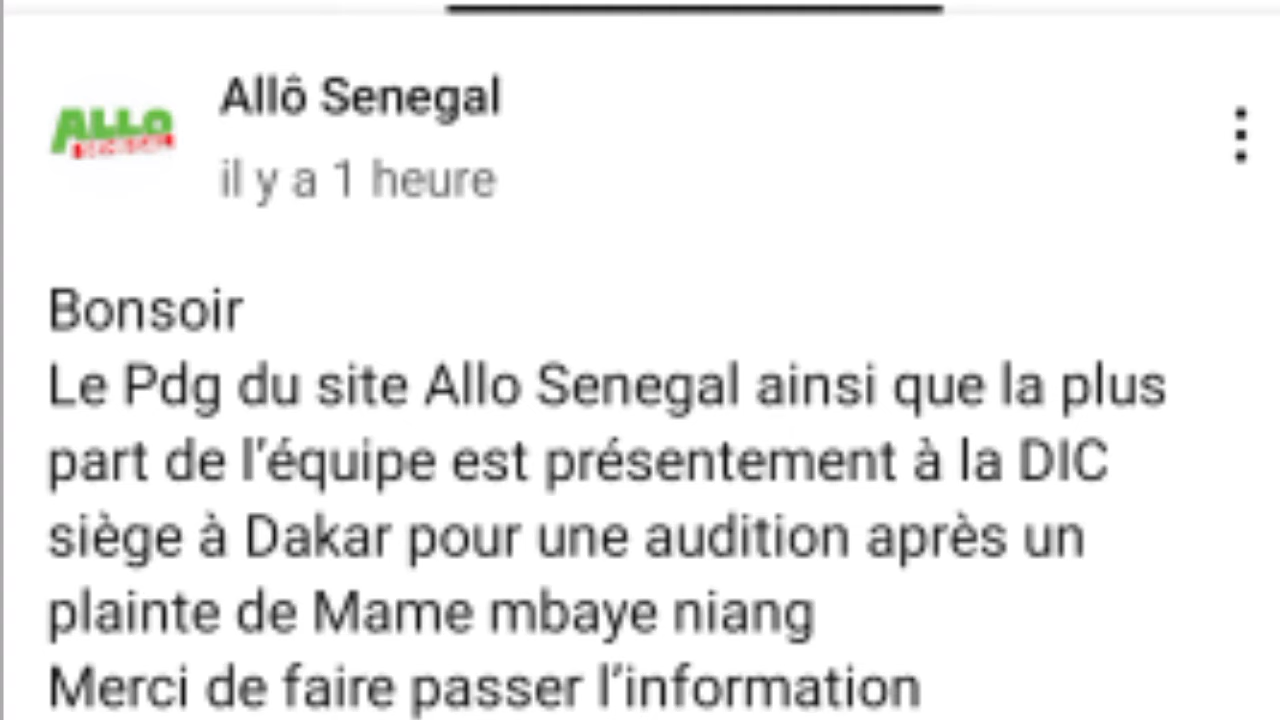 ALLO
Allô Senegal
il y a 1 heure
Bonsoir
Le Pdg du site Allo Senegal ainsi que la plus
part de l'équipe est présentement à la DIC
siège à Dakar pour une audition après un
plainte de Mame mbaye niang
Merci de faire passer l'information